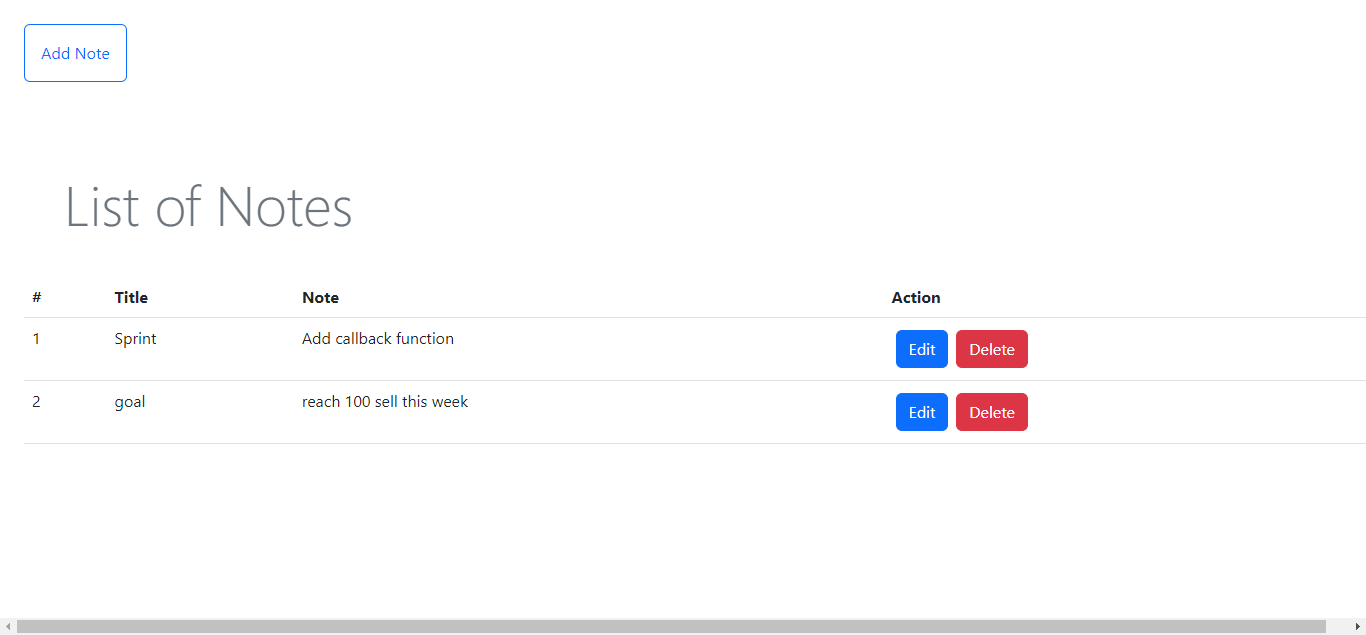 Add Note
List of Notes
# Title Note Action
1 Sprint Add callback function Edit Delete
2 goal reach 100 sell this week Edit Delete